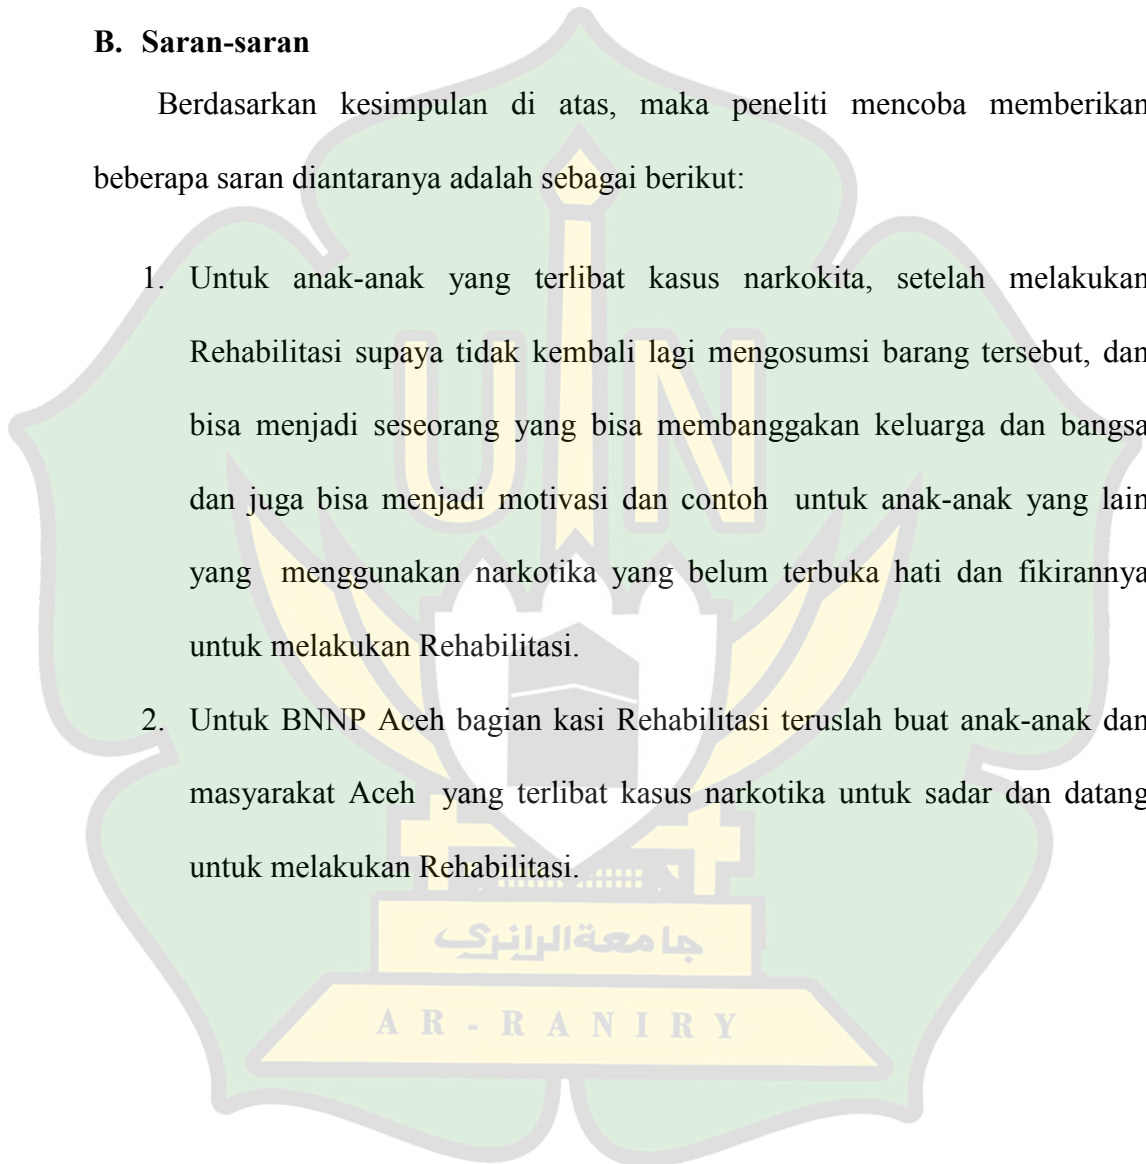 B. Saran-saran
Berdasarkan kesimpulan di atas, maka peneliti mencoba memberikan
beberapa saran diantaranya adalah sebagai berikut:
1. Untuk anak-anak yang terlibat kasus narkokita, setelah melakukan
Rehabilitasi supaya tidak kembali lagi mengosumsi barang tersebut, dan
bisa menjadi seseorang yang bisa membanggakan keluarga dan bangsa
dan juga bisa menjadi motivasi dan contoh untuk anak-anak yang lain
yang menggunakan narkotika yang belum terbuka hati dan fikirannya
untuk melakukan Rehabilitasi.
2. Untuk BNNP Aceh bagian kasi Rehabilitasi teruslah buat anak-anak dan
masyarakat Aceh yang terlibat kasus narkotika untuk sadar dan datang
untuk melakukan Rehabilitasi.
UIN
جامعةالرانري
AR-RANIRY